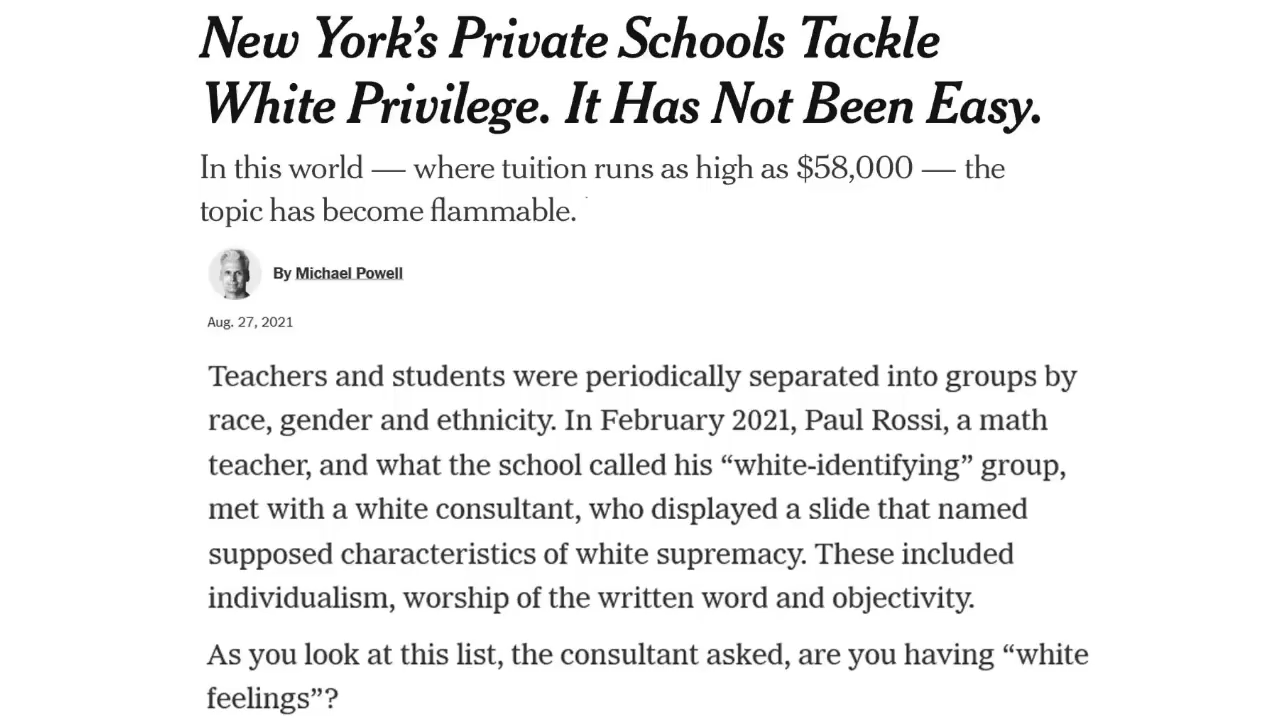 New York's Private Schools Tackle
White Privilege. It Has Not Been Easy.
In this world — where tuition runs as high as $58,000 — the
topic has become flammable.
By Michael Powell
Aug. 27, 2021
Teachers and students were periodically separated into groups by
race, gender and ethnicity. In February 2021, Paul Rossi, a math
teacher, and what the school called his “white-identifying” group,
met with a white consultant, who displayed a slide that named
supposed characteristics of white supremacy. These included
individualism, worship of the written word and objectivity.
As you look at this list, the consultant asked, are you having “white
feelings”?